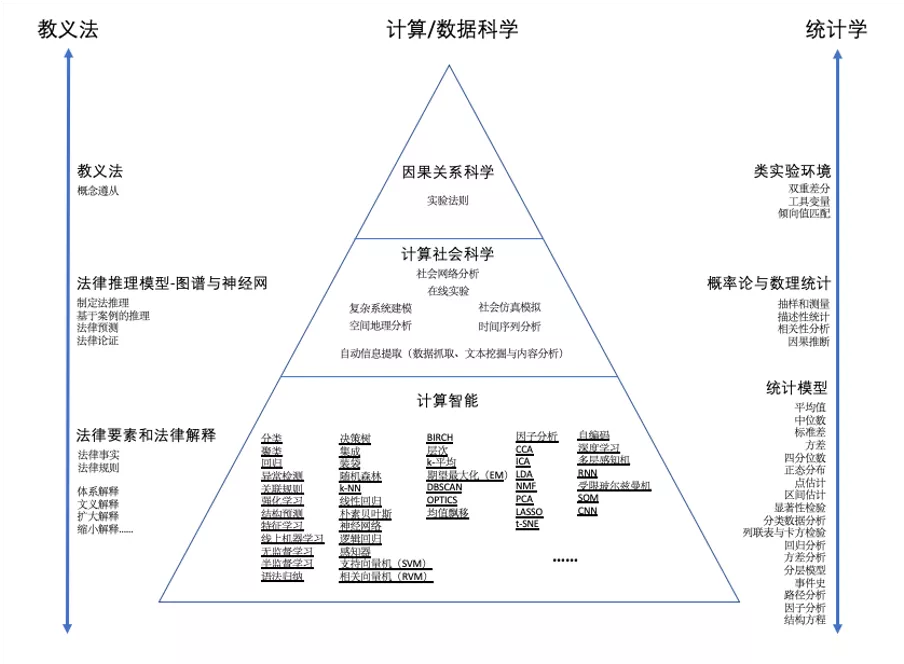 教义法
计算/数据科学
统计学
教义法
概念遵从
法律推理模型-图谱与神经网
制定法推理
基于案例的推理
法律预测
法律论证
法律要素和法律解释
法律事实
法律规则
体系解释
文义解释
扩大解释
缩小解释......
因果关系科学
实验法则
计算社会科学
社会网络分析
在线实验
复杂系统建模 社会仿真模拟
空间地理分析 时间序列分析
自动信息提取（数据抓取、文本挖掘与内容分析）
计算智能
分类
聚类
回归
异常检测
关联规则
强化学习
结构预测
特征学习
线上机器学习
无监督学习
半监督学习
语法归纳
决策树
集成
装袋
随机森林
k-NN
线性回归
朴素贝叶斯
神经网络
逻辑回归
感知器
支持向量机（SVM）
相关向量机（RVM）
BIRCH
层次
k-平均
期望最大化（EM）
DBSCAN
OPTICS
均值飘移
因子分析
CCA
ICA
LDA
NMF
PCA
LASSO
t-SNE
自编码
深度学习
多层感知机
RNN
受限玻尔兹曼机
SOM
CNN
......
类实验环境
双重差分
工具变量
倾向值匹配
概率论与数理统计
抽样和测量
描述性统计
相关性分析
因果推断
统计模型
平均值
中位数
标准差
方差
四分位数
正态分布
点估计
区间估计
显著性检验
分类数据分析
列联表与卡方检验
回归分析
方差分析
分层模型
事件史
路径分析
因子分析
结构方程